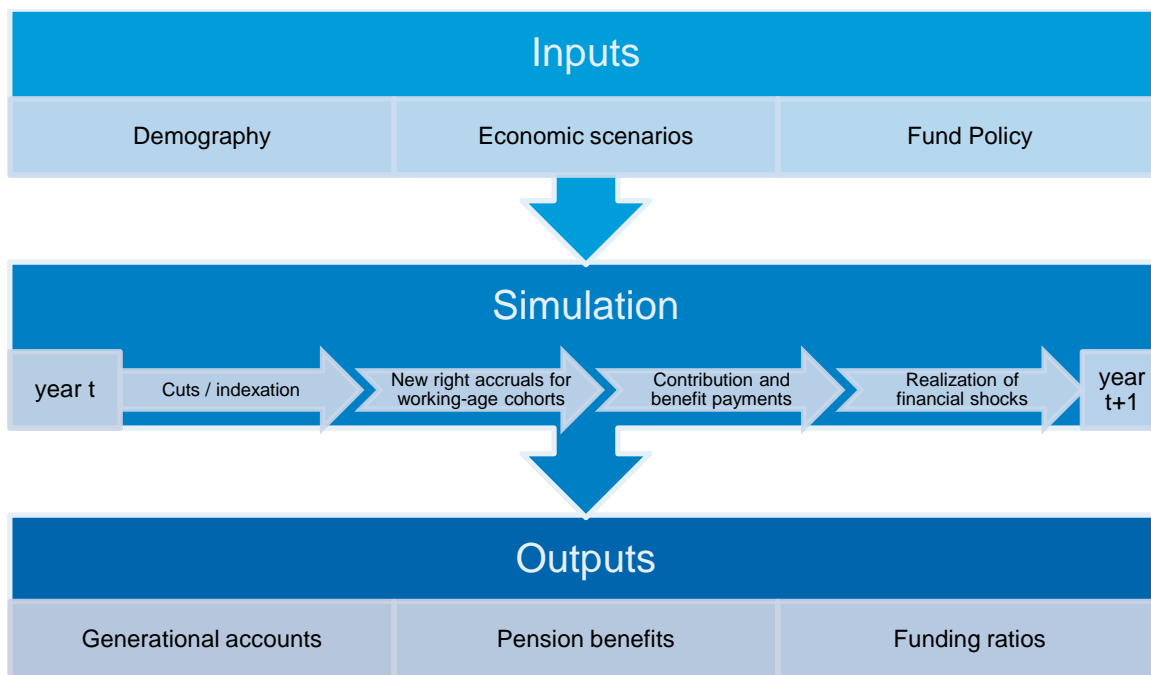 Inputs
Demography
Economic scenarios
Fund Policy
Simulation
year t
Cuts / indexation
New right accruals for
working-age cohorts
Contribution and
benefit payments
Realization of
financial shocks
year
t+1
Outputs
Generational accounts
Pension benefits
Funding ratios